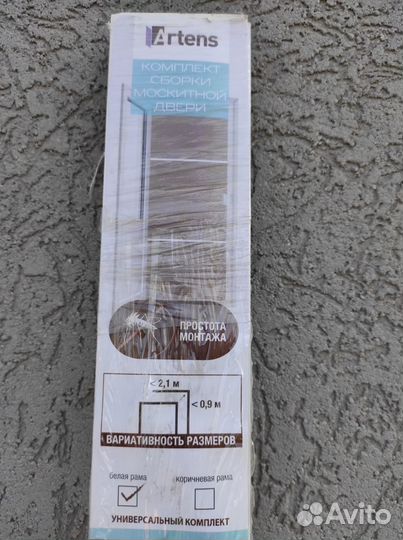 Artens
КОМПЛЕКТ
СБОРКИ
МОСКИТНОЙ
ДВЕРИ
ПРОСТОТА
МОНТАЖА
< 2,1 м
< 0,9 м
ВАРИАТИВНОСТЬ РАЗМЕРОВ
белая рама
коричневая рама
УНИВЕРСАЛЬНЫЙ КОМПЛЕКТ
Avito